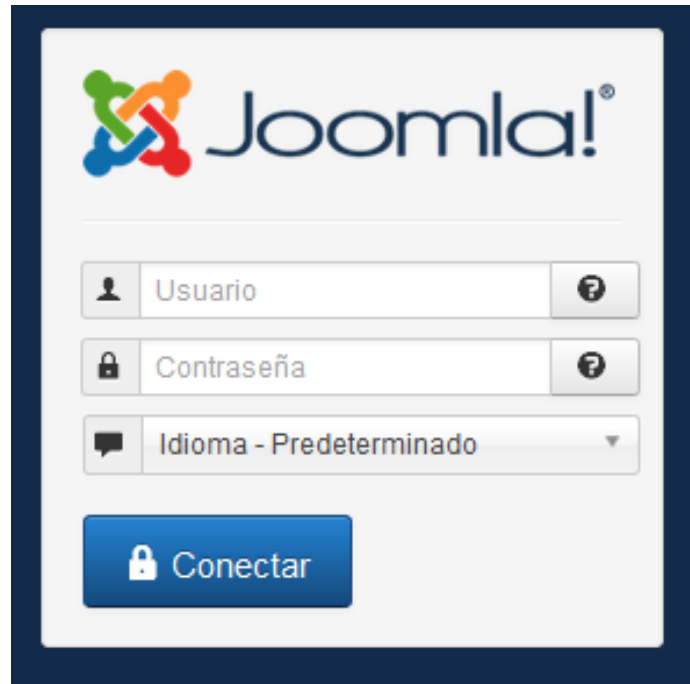 Joomla!®
Usuario
Contraseña
Idioma - Predeterminado
Conectar